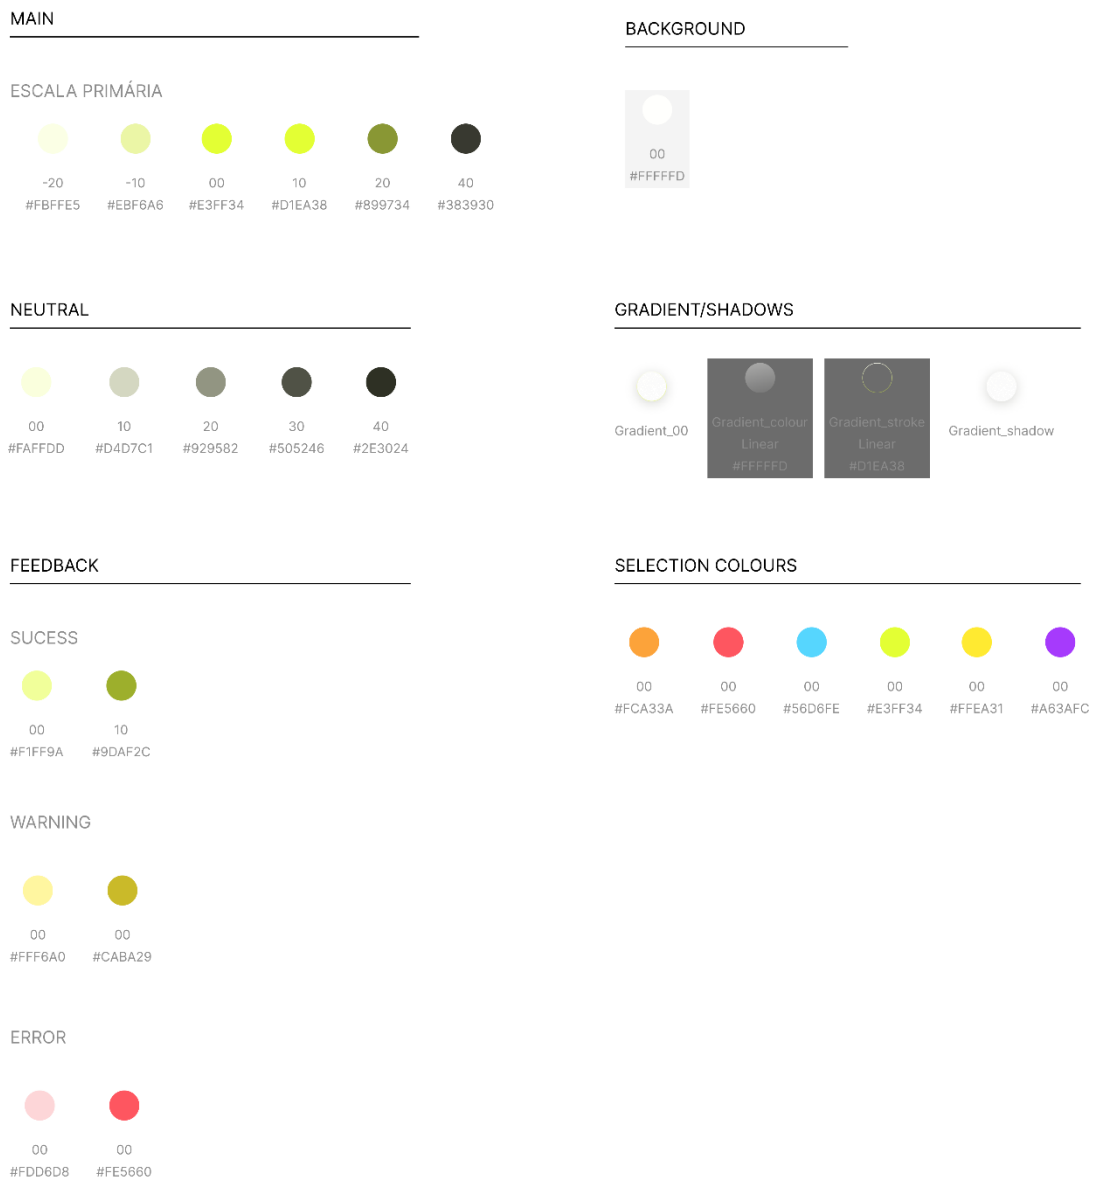 MAIN
ESCALA PRIMÁRIA
-20 -10 00 10 20 40
#FBFFE5 #EBF6A6 #E3FF34 #D1EA38 #899734 #383930
BACKGROUND
00
#FFFFFD
NEUTRAL
00 10 20 30 40
#FAFFDD #D4D7C1 #929582 #505246 #2E3024
GRADIENT/SHADOWS
Gradient_00
Gradient_colour
Linear
#FFFFFD
Gradient_stroke
Linear
#D1EA38
Gradient_shadow
FEEDBACK
SUCESS
00 10
#F1FF9A #9DAF2C
WARNING
00 00
#FFF6A0 #CABA29
ERROR
00 00
#FDD6D8 #FE5660
SELECTION COLOURS
00 00 00 00 00 00
#FCA33A #FE5660 #56D6FE #E3FF34 #FFEA31 #A63AFC